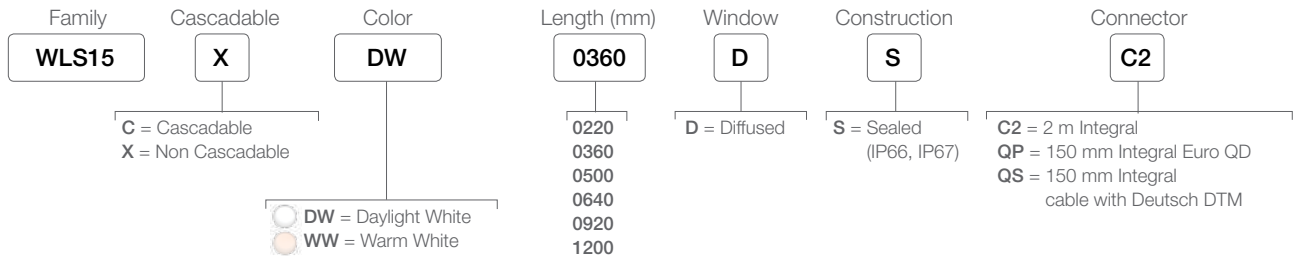 Family Cascadable Color Length (mm) Window Construction Connector
WLS15 X DW 0360 D S C2
C = Cascadable
X = Non Cascadable
DW = Daylight White
WW = Warm White
0220
0360
0500
0640
0920
1200
D = Diffused
S = Sealed
(IP66, IP67)
C2 = 2 m Integral
QP = 150 mm Integral Euro QD
QS = 150 mm Integral
cable with Deutsch DTM